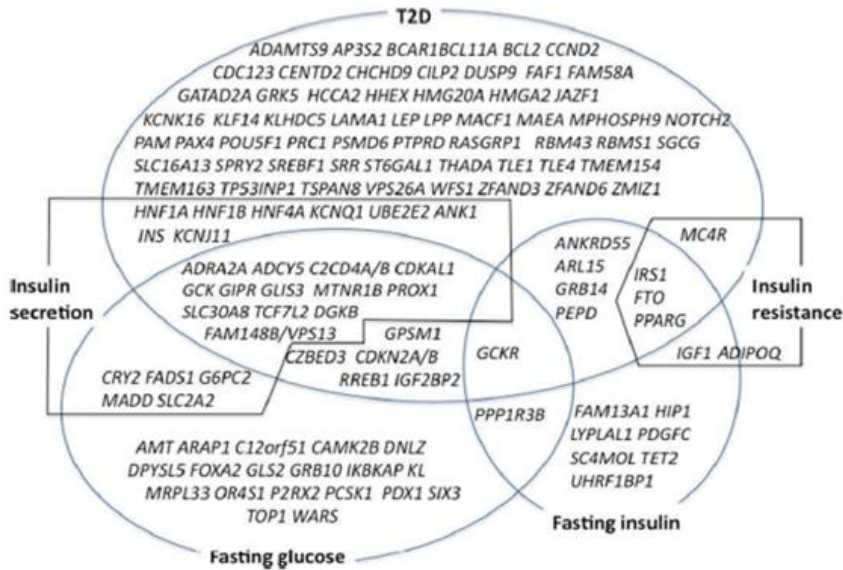 T2D
ADAMTS9 AP3S2 BCAR1BCL11A BCL2 CCND2
CDC123 CENTD2 CHCHD9 CILP2 DUSP9 FAF1 FAM58A
GATAD2A GRK5 HCCA2 HHEX HMG20A HMGA2 JAZF1
KCNK16 KLF14 KLHDC5 LAMA1 LEP LPP MACF1 MAEA MPHOSPH9 NOTCH2
PAM PAX4 POU5F1 PRC1 PSMD6 PTPRD RASGRP1 RBM43 RBMS1 SGCG
SLC16A13 SPRY2 SREBF1 SRR ST6GAL1 THADA TLE1 TLE4 TMEM154
TMEM163 TP53INP1 TSPAN8 VPS26A WFS1 ZFAND3 ZFAND6 ZMIZ1
HNF1A HNF1B HNF4A KCNQ1 UBE2E2 ANK1
INS KCNJ11
Insulin
secretion
ADRA2A ADCY5 C2CD4A/B CDKAL1
GCK GIPR GLIS3 MTNR1B PROX1
SLC30A8 TCF7L2 DGKB
FAM148B/VPS13 GPSM1
CZBED3 CDKN2A/B
RREB1 IGF2BP2
CRY2 FADS1 G6PC2
MADD SLC2A2
GCKR
PPP1R3B
ANKRD55
ARL15
GRB14
PEPD
MC4R
IRS1
FTO
PPARG
Insulin
resistance
IGF1 ADIPOQ
FAM13A1 HIP1
LYPLAL1 PDGFC
SC4MOL TET2
UHRF1BP1
AMT ARAP1 C12orf51 CAMK2B DNLZ
DPYSL5 FOXA2 GLS2 GRB10 IKBKAP KL
MRPL33 OR4S1 P2RX2 PCSK1 PDX1 SIX3
TOP1 WARS
Fasting insulin
Fasting glucose